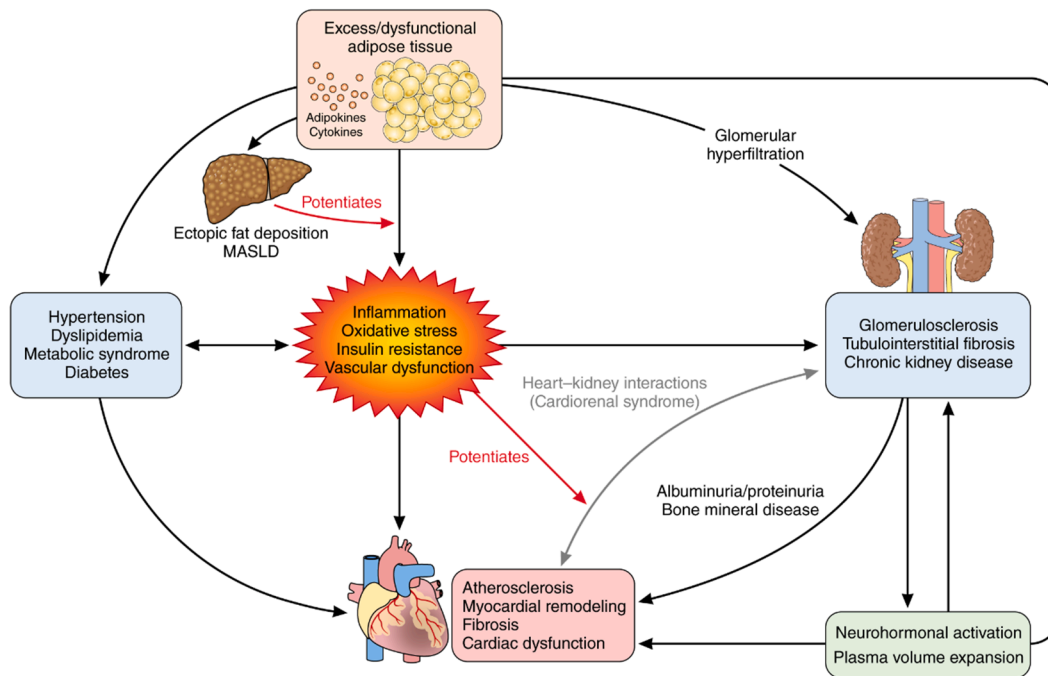 Excess/dysfunctional
adipose tissue
Adipokines
Cytokines
Glomerular
hyperfiltration
Potentiates
Ectopic fat deposition
MASLD
Hypertension
Dyslipidemia
Metabolic syndrome
Diabetes
Inflammation
Oxidative stress
Insulin resistance
Vascular dysfunction
Glomerulosclerosis
Tubulointerstitial fibrosis
Chronic kidney disease
Heart–kidney interactions
(Cardiorenal syndrome)
Potentiates
Albuminuria/proteinuria
Bone mineral disease
Atherosclerosis
Myocardial remodeling
Fibrosis
Cardiac dysfunction
Neurohormonal activation
Plasma volume expansion